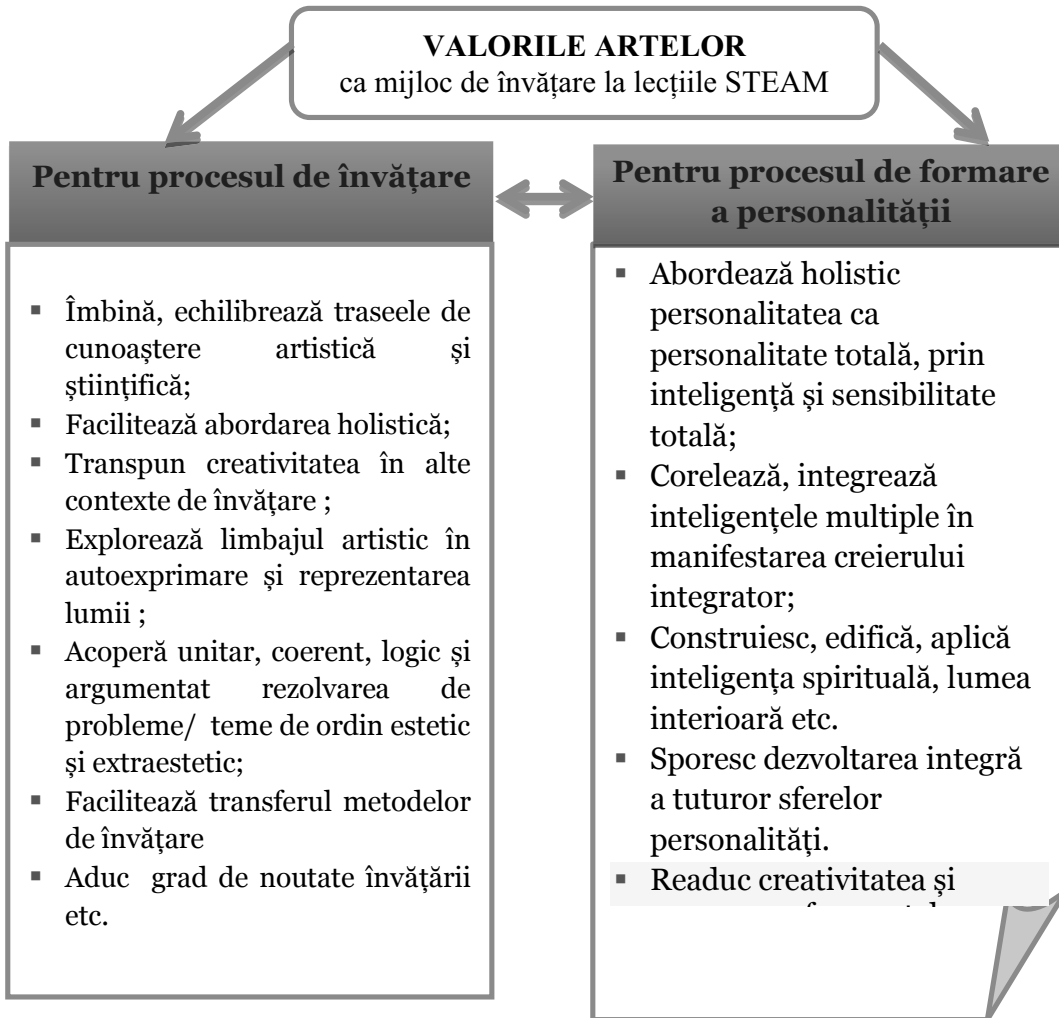 VALORILE ARTELOR
ca mijloc de învățare la lecțiile STEAM
Pentru procesul de învățare
▪ Îmbină, echilibrează traseele de
cunoaștere artistică și
științifică;
▪ Facilitează abordarea holistică;
▪ Transpun creativitatea în alte
contexte de învățare ;
▪ Explorează limbajul artistic în
autoexprimare și reprezentarea
lumii ;
▪ Acoperă unitar, coerent, logic și
argumentat rezolvarea de
probleme/ teme de ordin estetic
și extraestetic;
▪ Facilitează transferul metodelor
de învățare
▪ Aduc grad de noutate învățării
etc.
Pentru procesul de formare
a personalității
▪ Abordează holistic
personalitatea ca
personalitate totală, prin
inteligență și sensibilitate
totală;
▪ Corelează, integrează
inteligențele multiple în
manifestarea creierului
integrator;
▪ Construiesc, edifică, aplică
inteligența spirituală, lumea
interioară etc.
▪ Sporesc dezvoltarea integră
a tuturor sferelor
personalități.
▪ Readuc creativitatea și